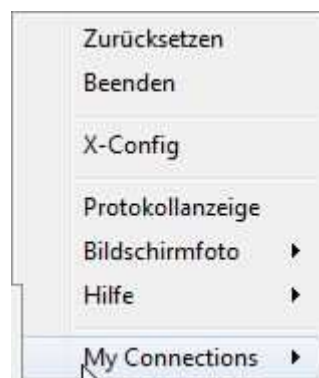 Zurücksetzen
Beenden
X-Config
Protokollanzeige
Bildschirmfoto
Hilfe
My Connections